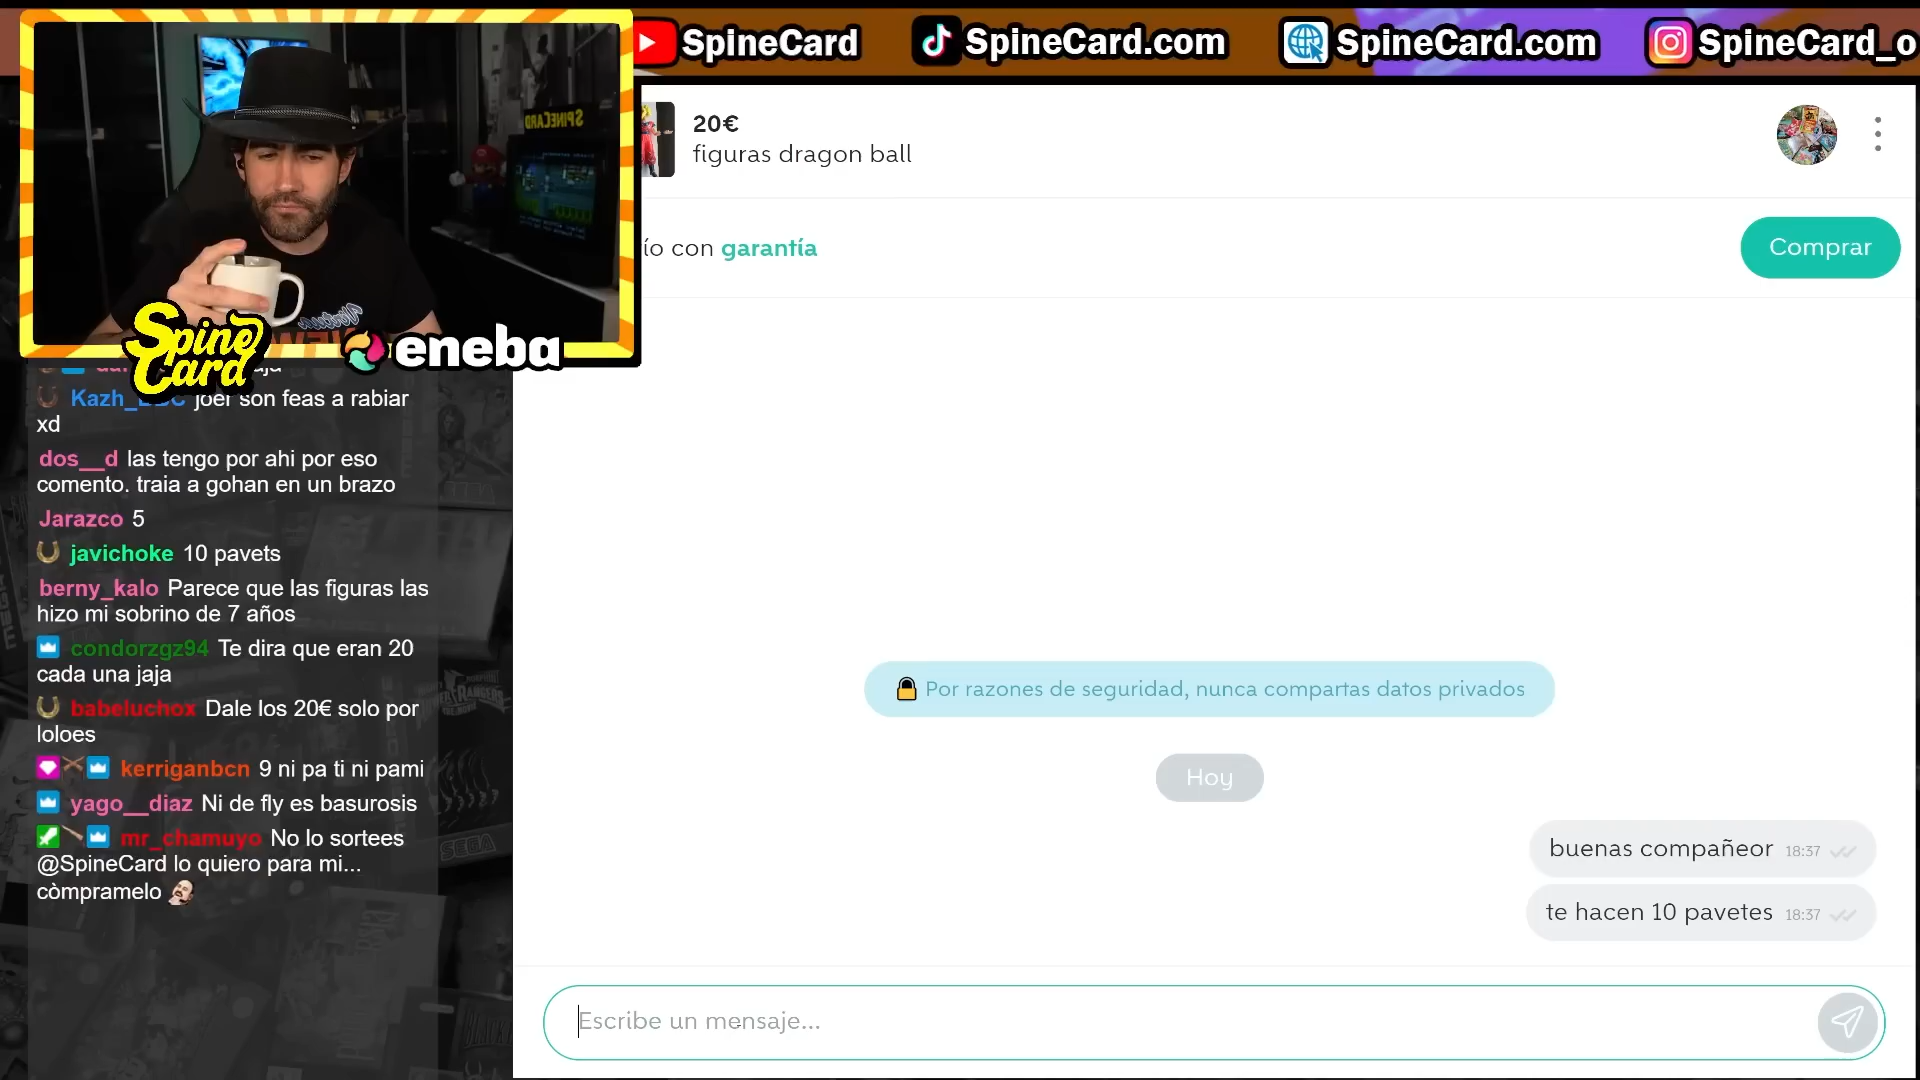 SpineCard
SpineCard.com
SpineCard.com
SpineCard_o
SPINECARD
20€
figuras dragon ball
ío con garantía
Comprar
Spine
Card
eneba
Kazh_ joer son feas a rabiar
xd
dos__d las tengo por ahi por eso
comento. traia a gohan en un brazo
Jarazco 5
javichoke 10 pavets
berny_kalo Parece que las figuras las
hizo mi sobrino de 7 años
condorzgz94 Te dira que eran 20
cada una jaja
babeluchox Dale los 20€ solo por
loloes
kerriganbcn 9 ni pa ti ni pami
yago__diaz Ni de fly es basurosis
mr_chamuyo No lo sortees
@SpineCard lo quiero para mi...
còmpramelo
SEGA
Por razones de seguridad, nunca compartas datos privados
Hoy
buenas compañeor 18:37
te hacen 10 pavetes 18:37
Escribe un mensaje...